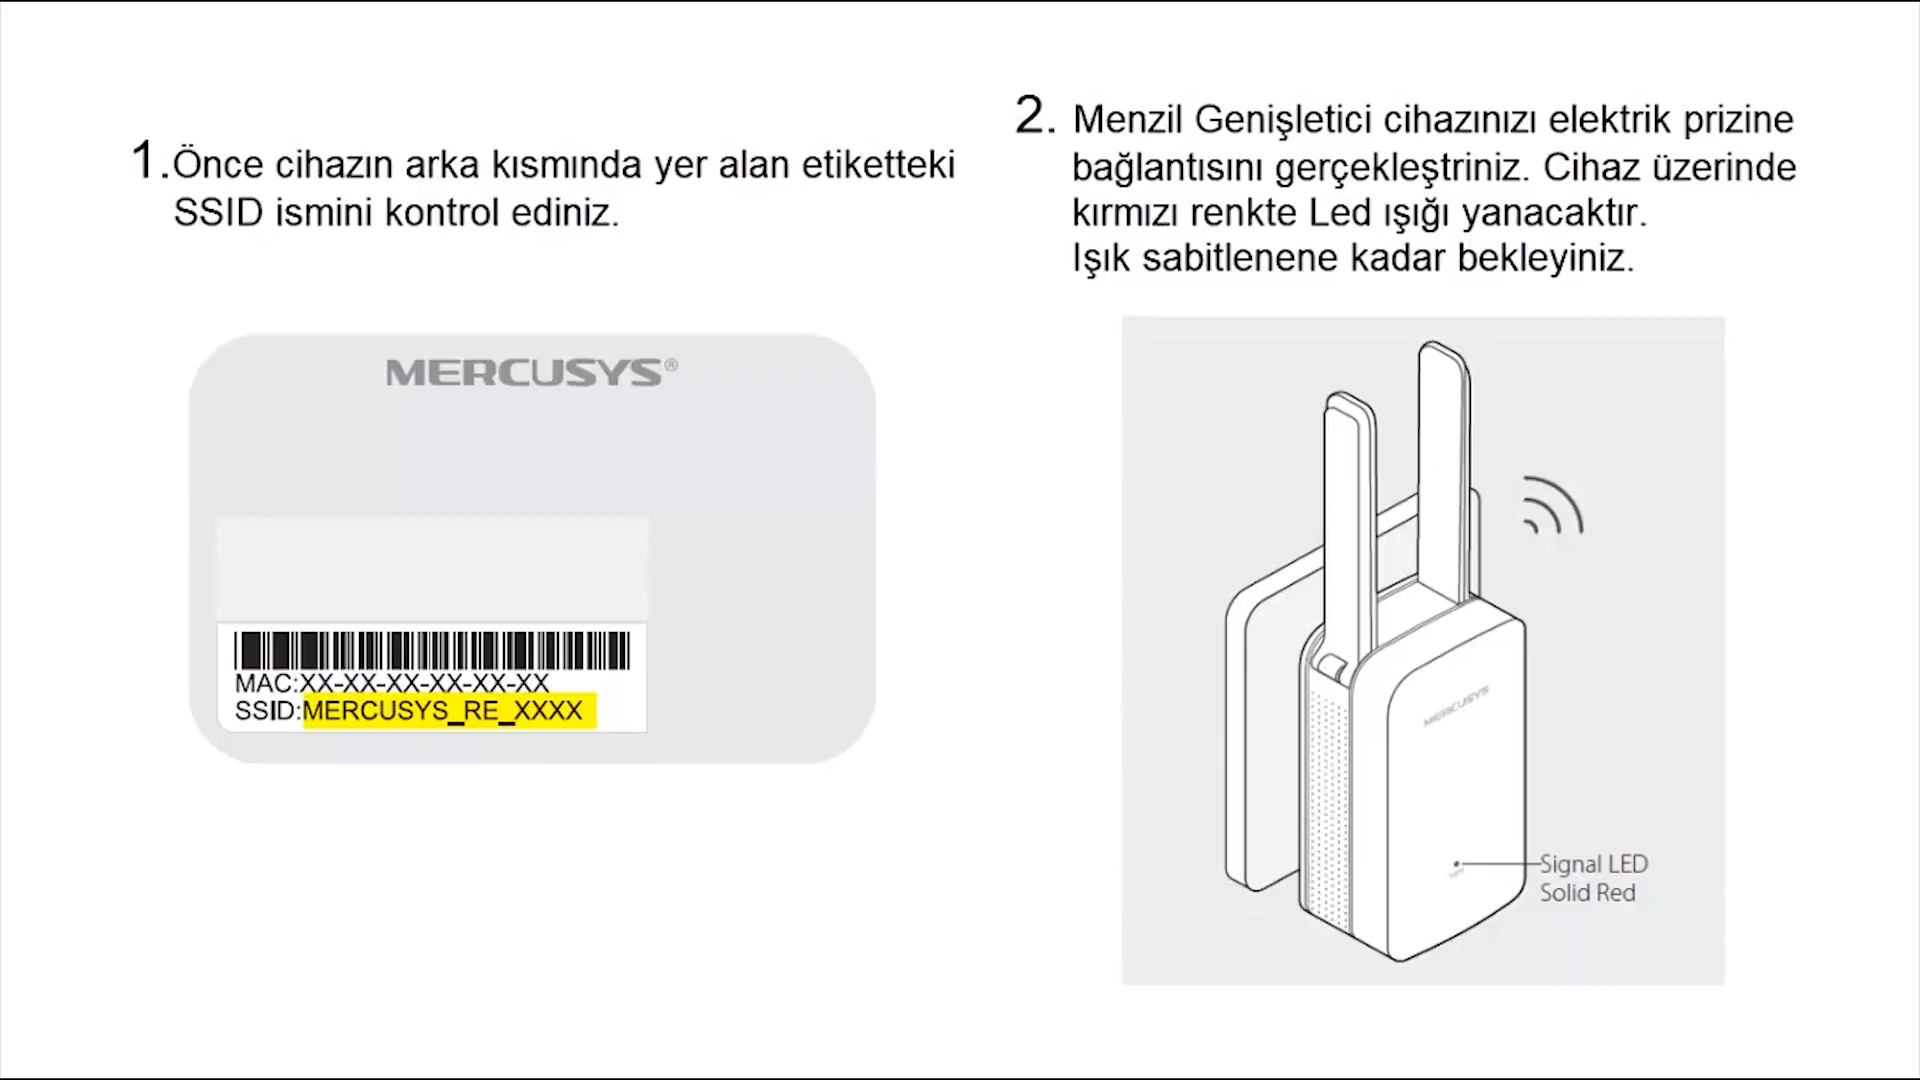 1.Önce cihazın arka kısmında yer alan etiketteki
SSID ismini kontrol ediniz.
MERCUSYS®
MAC:XX-XX-XX-XX-XX-XX
SSID:MERCUSYS_RE_XXXX
2. Menzil Genişletici cihazınızı elektrik prizine
bağlantısını gerçekleştriniz. Cihaz üzerinde
kırmızı renkte Led ışığı yanacaktır.
Işık sabitlenene kadar bekleyiniz.
MERCUSYS
Signal LED
Solid Red